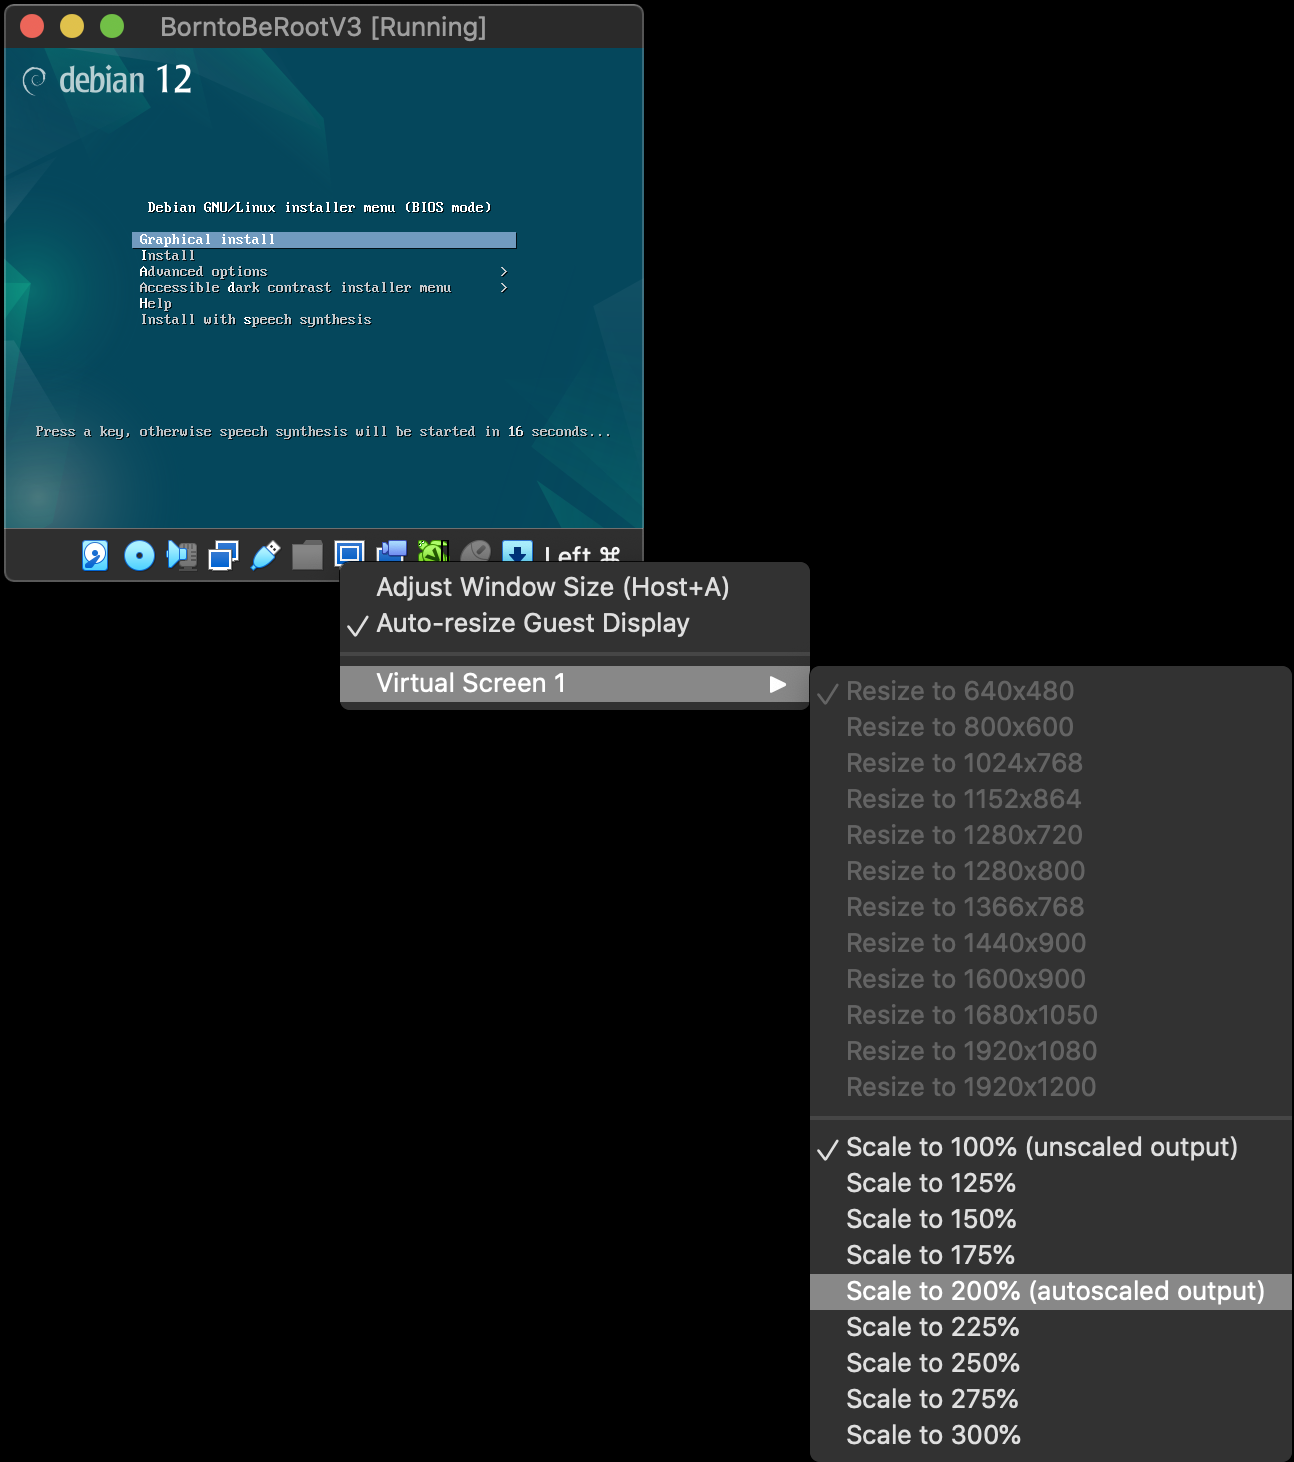 BorntoBeRootV3 [Running]
debian 12
Debian GNU/Linux installer menu (BIOS mode)
Graphical install
Install
Advanced options >
Accessible dark contrast installer menu >
Help
Install with speech synthesis
Press a key, otherwise speech synthesis will be started in 16 seconds...
Left ⌘
Adjust Window Size (Host+A)
✓ Auto-resize Guest Display
Virtual Screen 1 ▶
✓ Resize to 640x480
Resize to 800x600
Resize to 1024x768
Resize to 1152x864
Resize to 1280x720
Resize to 1280x800
Resize to 1366x768
Resize to 1440x900
Resize to 1600x900
Resize to 1680x1050
Resize to 1920x1080
Resize to 1920x1200
✓ Scale to 100% (unscaled output)
Scale to 125%
Scale to 150%
Scale to 175%
Scale to 200% (autoscaled output)
Scale to 225%
Scale to 250%
Scale to 275%
Scale to 300%